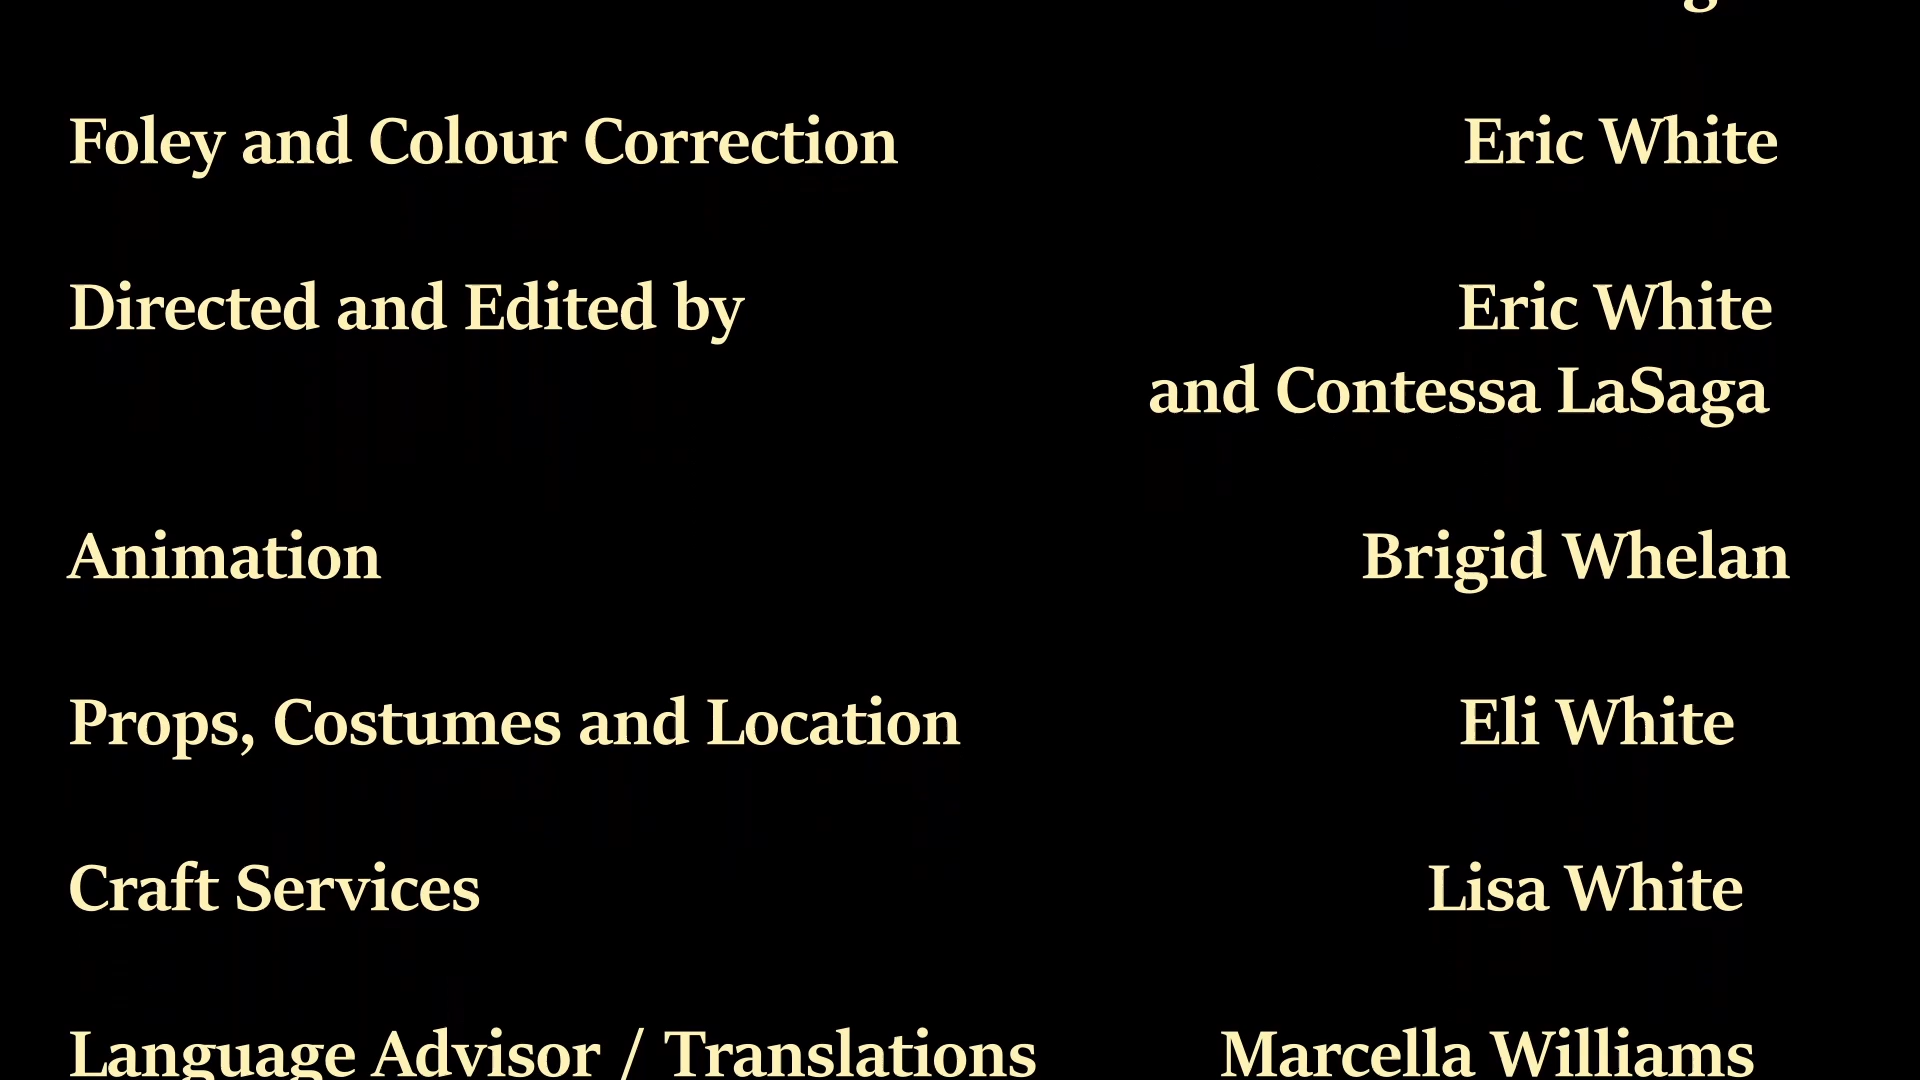 Foley and Colour Correction Eric White
Directed and Edited by Eric White
and Contessa LaSaga
Animation Brigid Whelan
Props, Costumes and Location Eli White
Craft Services Lisa White
Language Advisor / Translations Marcella Williams